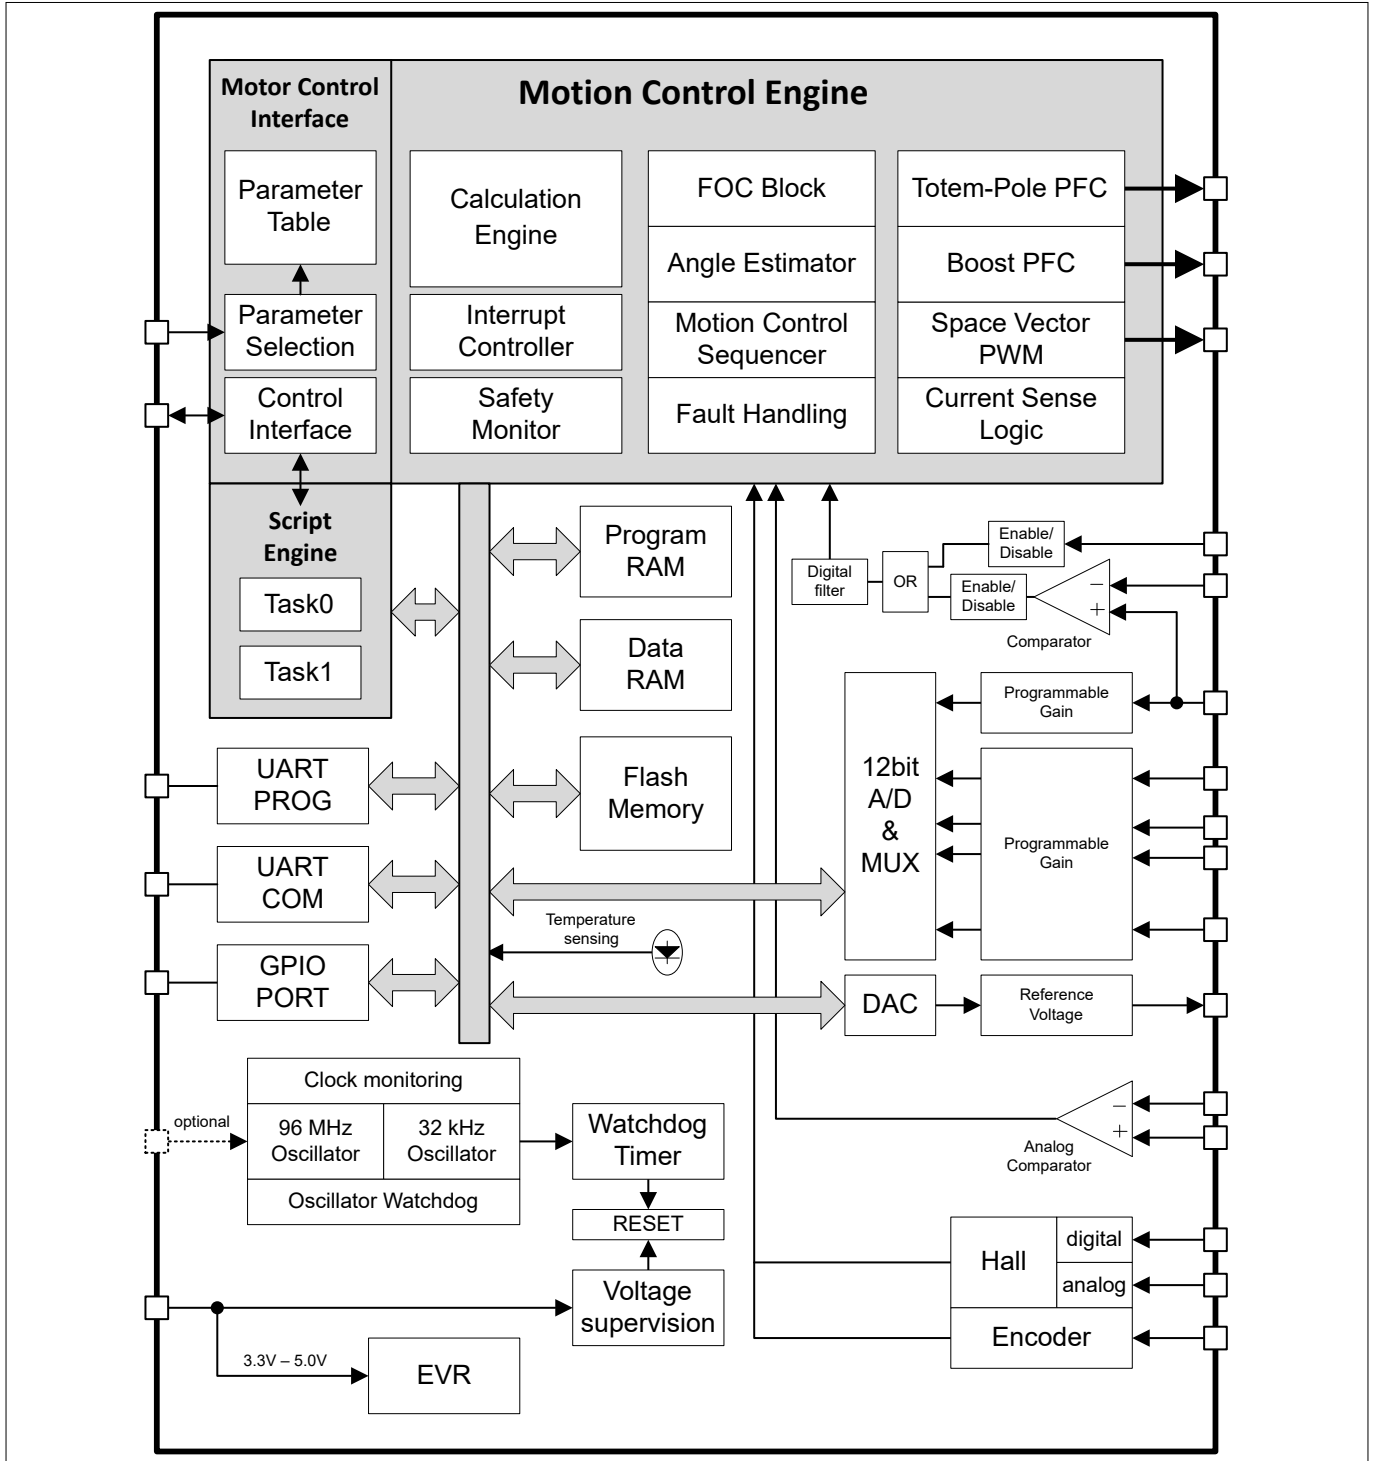 Motor Control
Interface
Motion Control Engine
Parameter
Table
Parameter
Selection
Control
Interface
Calculation
Engine
Interrupt
Controller
Safety
Monitor
FOC Block
Angle Estimator
Motion Control
Sequencer
Fault Handling
Totem-Pole PFC
Boost PFC
Space Vector
PWM
Current Sense
Logic
Script
Engine
Task0
Task1
Program
RAM
Data
RAM
Flash
Memory
Digital
filter
OR
Enable/
Disable
Enable/
Disable
−
+
Comparator
12bit
A/D
&
MUX
Programmable
Gain
Programmable
Gain
UART
PROG
UART
COM
GPIO
PORT
Temperature
sensing
DAC
Reference
Voltage
optional
Clock monitoring
96 MHz
Oscillator
32 kHz
Oscillator
Oscillator Watchdog
Watchdog
Timer
RESET
Voltage
supervision
3.3V – 5.0V
EVR
−
+
Analog
Comparator
Hall
digital
analog
Encoder